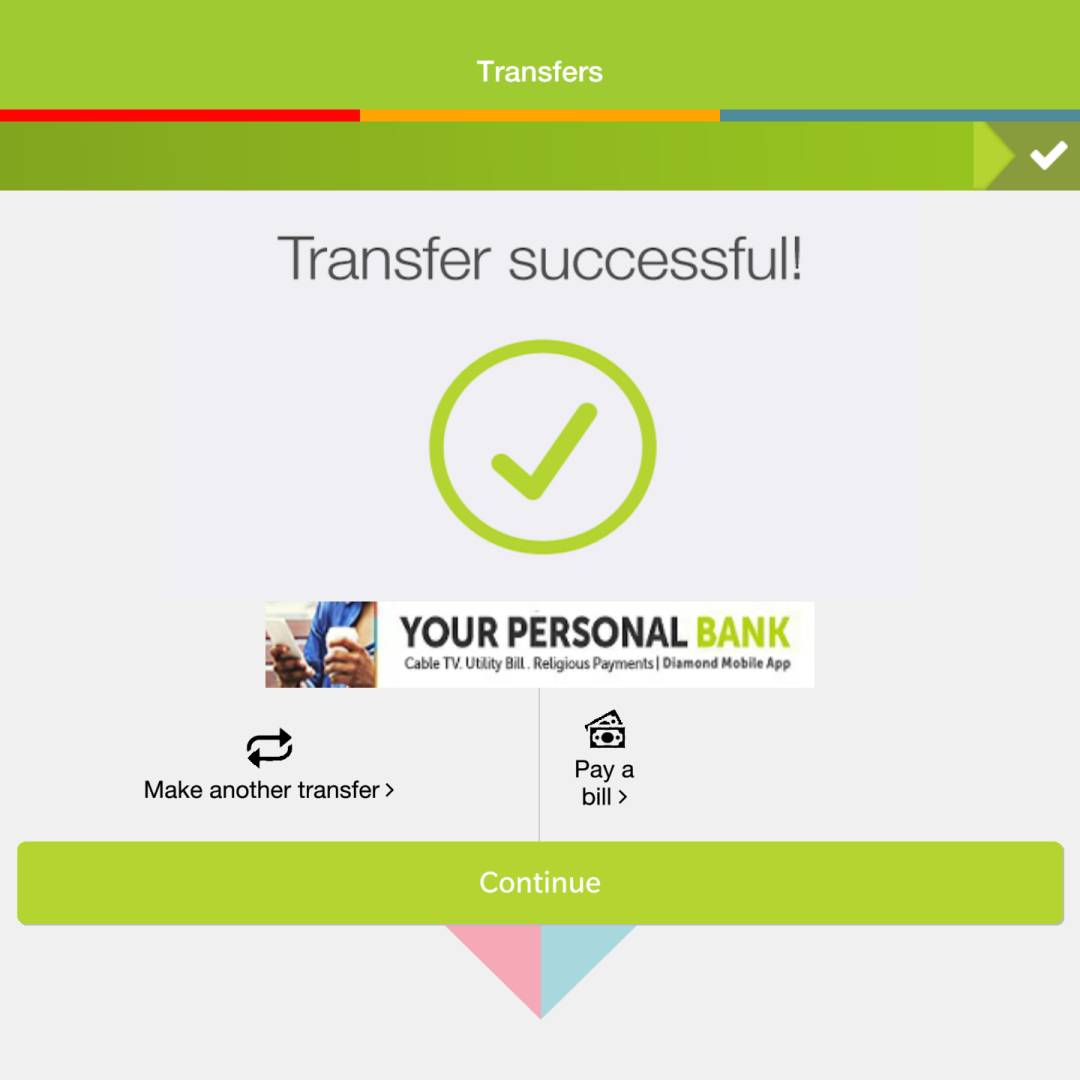 Transfers
Transfer successful!
YOUR PERSONAL BANK
Cable TV. Utility Bill . Religious Payments | Diamond Mobile App
Make another transfer >
Pay a
bill >
Continue